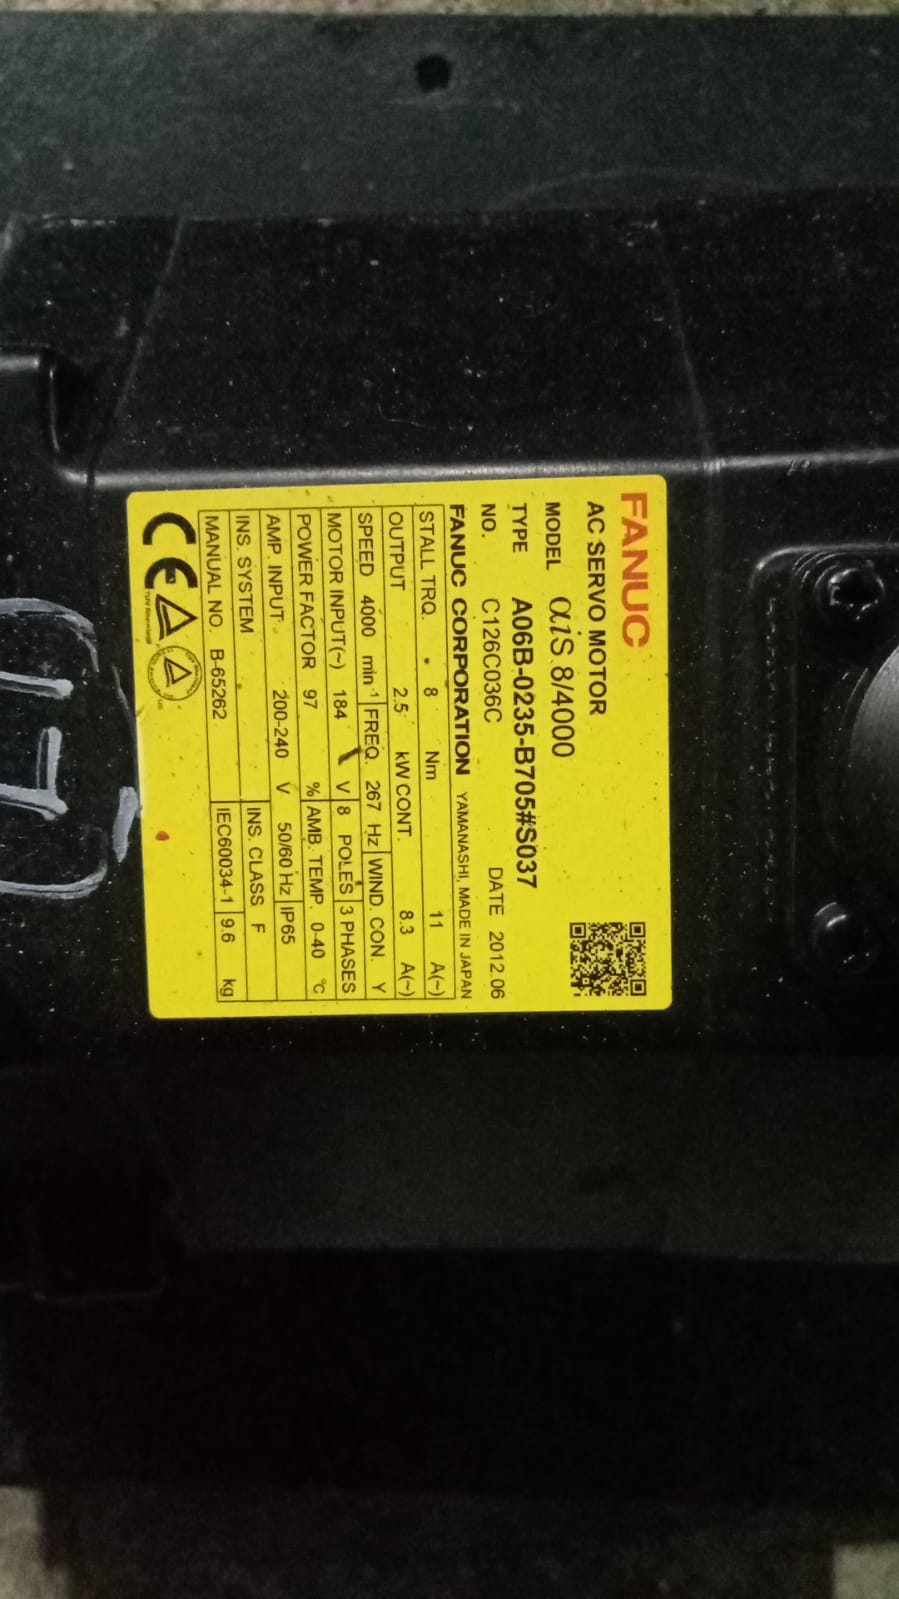 FANUC
AC SERVO MOTOR
MODEL αiS 8/4000
TYPE A06B-0235-B705#S037
NO. C126C036C DATE 2012.06
FANUC CORPORATION YAMANASHI, MADE IN JAPAN
STALL TRQ. 8 Nm 11 A(~)
OUTPUT 2.5 kW CONT. 8.3 A(~)
SPEED 4000 min-1 FREQ. 267 Hz WIND. CON. Y
MOTOR INPUT(~) 184 V 8 POLES 3 PHASES
POWER FACTOR 97 % AMB. TEMP. 0-40 °C
AMP. INPUT 200-240 V 50/60 Hz IP65
INS. SYSTEM INS. CLASS F
MANUAL NO. B-65262 IEC60034-1 9.6 kg
CE